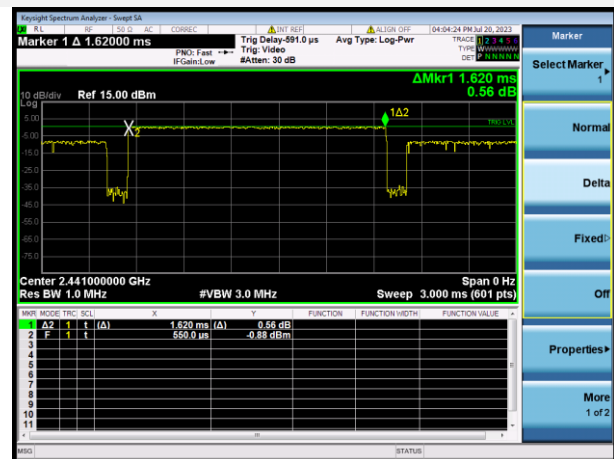 Keysight Spectrum Analyzer - Swept SA
RL RF 50 Ω AC CORREC INT REF ALIGN OFF 04:04:24 PM Jul 20, 2023
Marker 1 Δ 1.62000 ms
Trig Delay-591.0 µs Avg Type: Log-Pwr TRACE 1 2 3 4 5 6
PNO: Fast Trig: Video TYPE WWWWWW
IFGain:Low #Atten: 30 dB DET P N N N N N
Marker
Select Marker
1
Normal
Delta
Fixed
Off
Properties
More
1 of 2
ΔMkr1 1.620 ms
0.56 dB
10 dB/div Ref 15.00 dBm
Log
1Δ2
TRIG LVL
X2
5.00
-5.00
-15.0
-25.0
-35.0
-45.0
-55.0
-65.0
-75.0
Center 2.441000000 GHz Span 0 Hz
Res BW 1.0 MHz #VBW 3.0 MHz Sweep 3.000 ms (601 pts)
MKR MODE TRC SCL X Y FUNCTION FUNCTION WIDTH FUNCTION VALUE
1 Δ2 1 t (Δ) 1.620 ms (Δ) 0.56 dB
2 F 1 t 550.0 µs -0.88 dBm
3
4
5
6
7
8
9
10
11
MSG STATUS